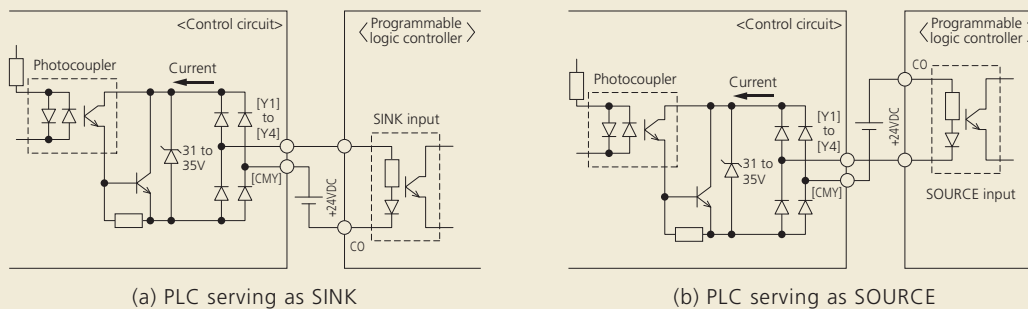 <Control circuit>
Programmable
logic controller
Photocoupler
Current
[Y1]
to
[Y4]
SINK input
31 to
35V
[CMY]
+24VDC
CO
(a) PLC serving as SINK
<Control circuit>
Programmable
logic controller
CO
Photocoupler
Current
[Y1]
to
[Y4]
+24VDC
31 to
35V
[CMY]
SOURCE input
(b) PLC serving as SOURCE